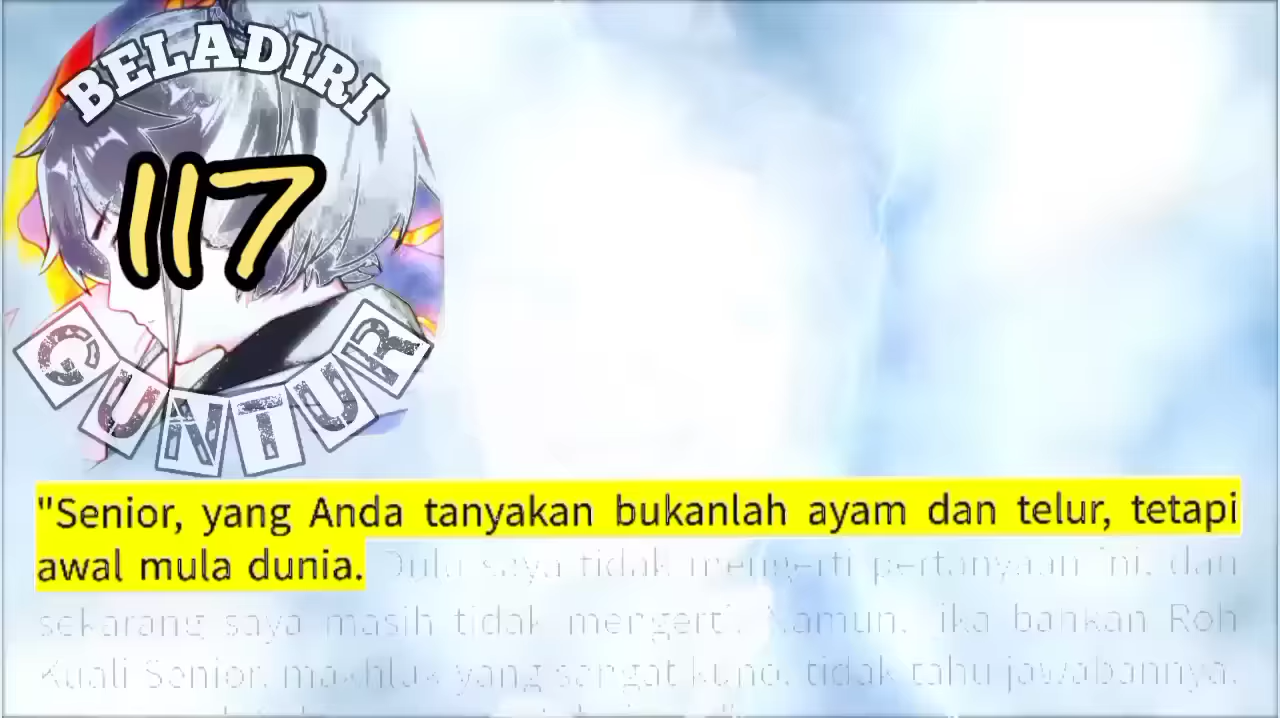 BELADIRI
117
GUNTUR
"Senior, yang Anda tanyakan bukanlah ayam dan telur, tetapi
awal mula dunia. Dulu saya tidak mengerti pertanyaan ini, dan
sekarang saya masih tidak mengerti. Namun, jika bahkan Roh
Kuali Senior, makhluk yang sangat kuno, tidak tahu jawabannya,